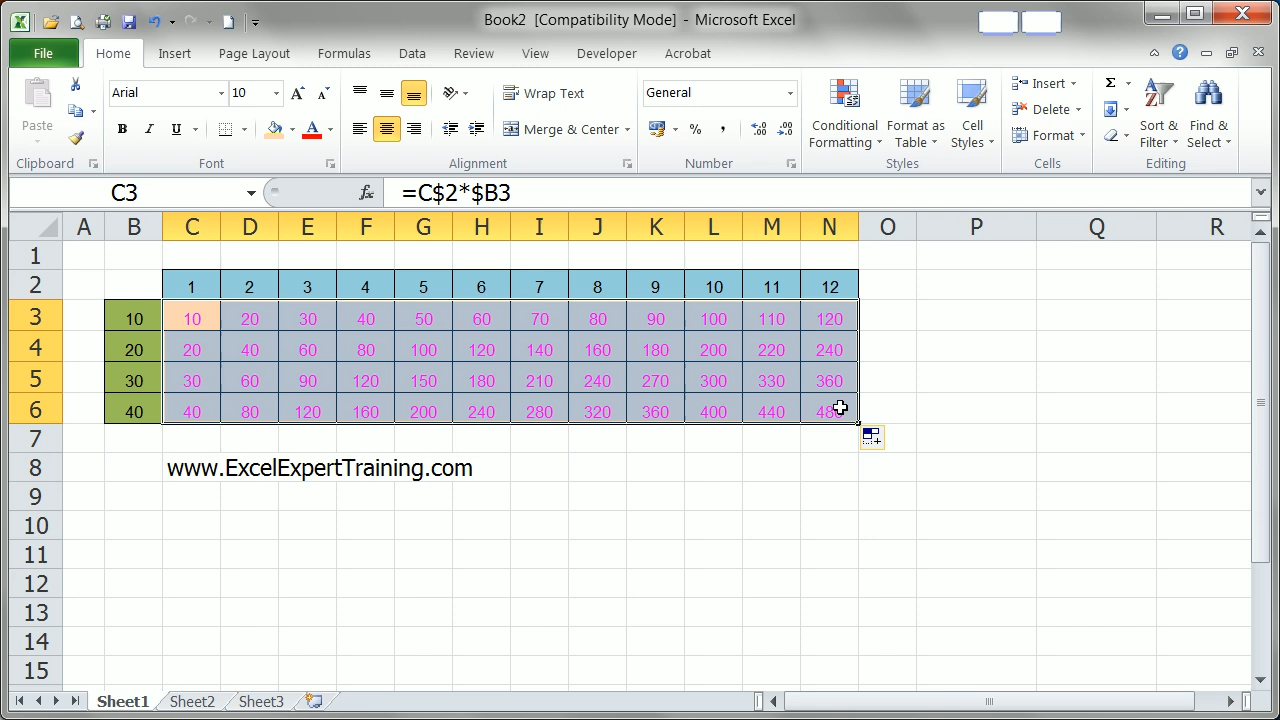 Book2 [Compatibility Mode] - Microsoft Excel
File Home Insert Page Layout Formulas Data Review View Developer Acrobat
Arial 10 Wrap Text General Insert
Paste B I U A Merge & Center % , Conditional Formatting Format as Table Cell Styles Delete Format Σ Sort & Filter Find & Select
Clipboard Font Alignment Number Styles Cells Editing
C3 fx =C$2*$B3
A B C D E F G H I J K L M N O P Q R
1
2 1 2 3 4 5 6 7 8 9 10 11 12
3 10 10 20 30 40 50 60 70 80 90 100 110 120
4 20 20 40 60 80 100 120 140 160 180 200 220 240
5 30 30 60 90 120 150 180 210 240 270 300 330 360
6 40 40 80 120 160 200 240 280 320 360 400 440 480
7
8 www.ExcelExpertTraining.com
9
10
11
12
13
14
15
Sheet1 Sheet2 Sheet3